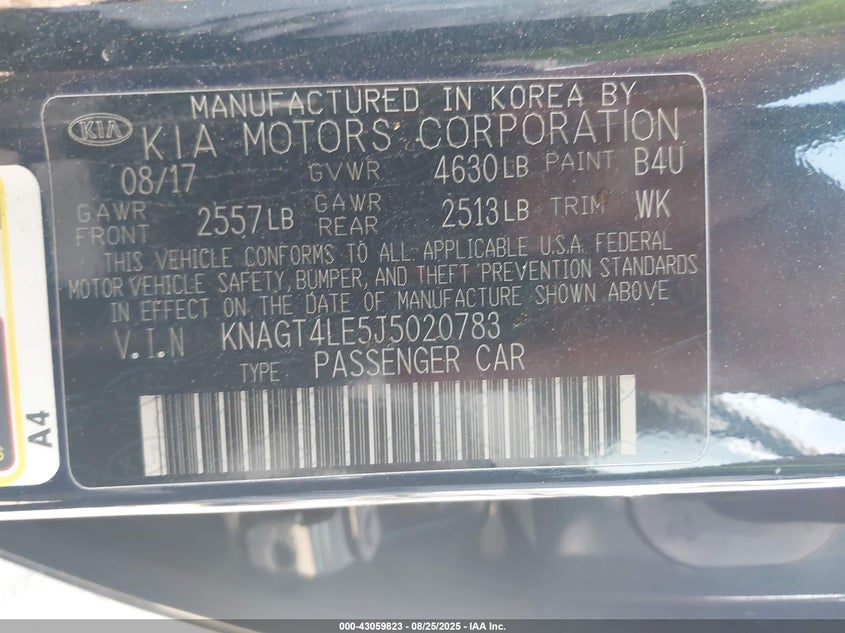 MANUFACTURED IN KOREA BY
KIA KIA MOTORS CORPORATION
08/17 GVWR 4630LB PAINT B4U
GAWR FRONT 2557LB GAWR REAR 2513LB TRIM WK
THIS VEHICLE CONFORMS TO ALL APPLICABLE U.S.A. FEDERAL
MOTOR VEHICLE SAFETY, BUMPER, AND THEFT PREVENTION STANDARDS
IN EFFECT ON THE DATE OF MANUFACTURE SHOWN ABOVE
V.I.N KNAGT4LE5J5020783
TYPE PASSENGER CAR
A4
S
000-43059823 - 08/25/2025 - IAA Inc.